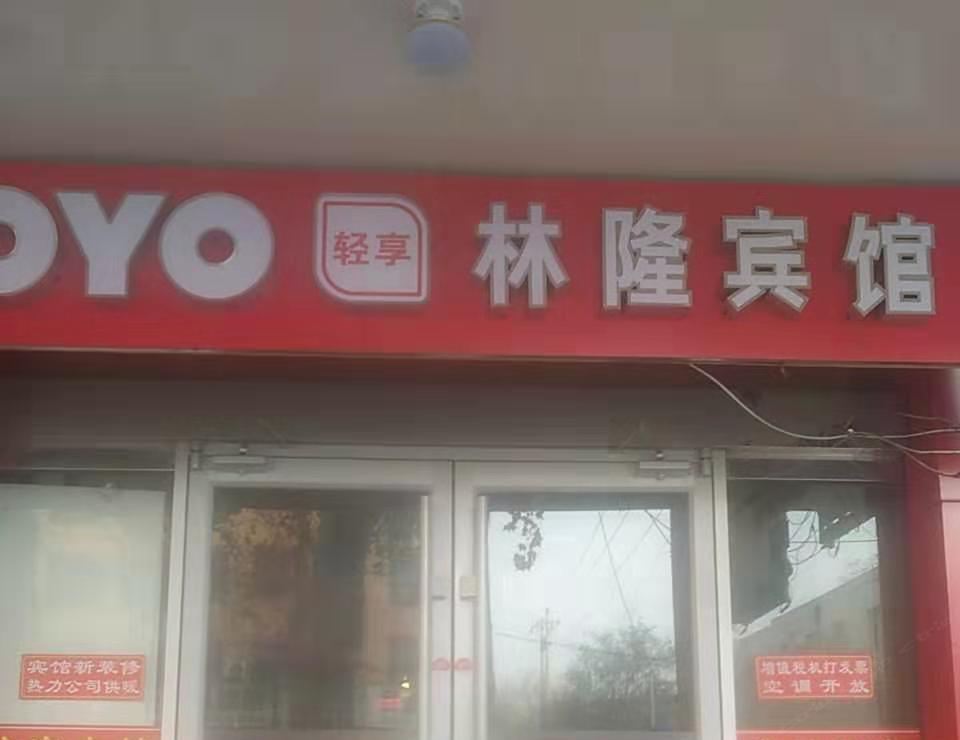 OYO 轻享 林隆宾馆
宾馆新装修
热力公司供暖
增值税机打发票
空调开放